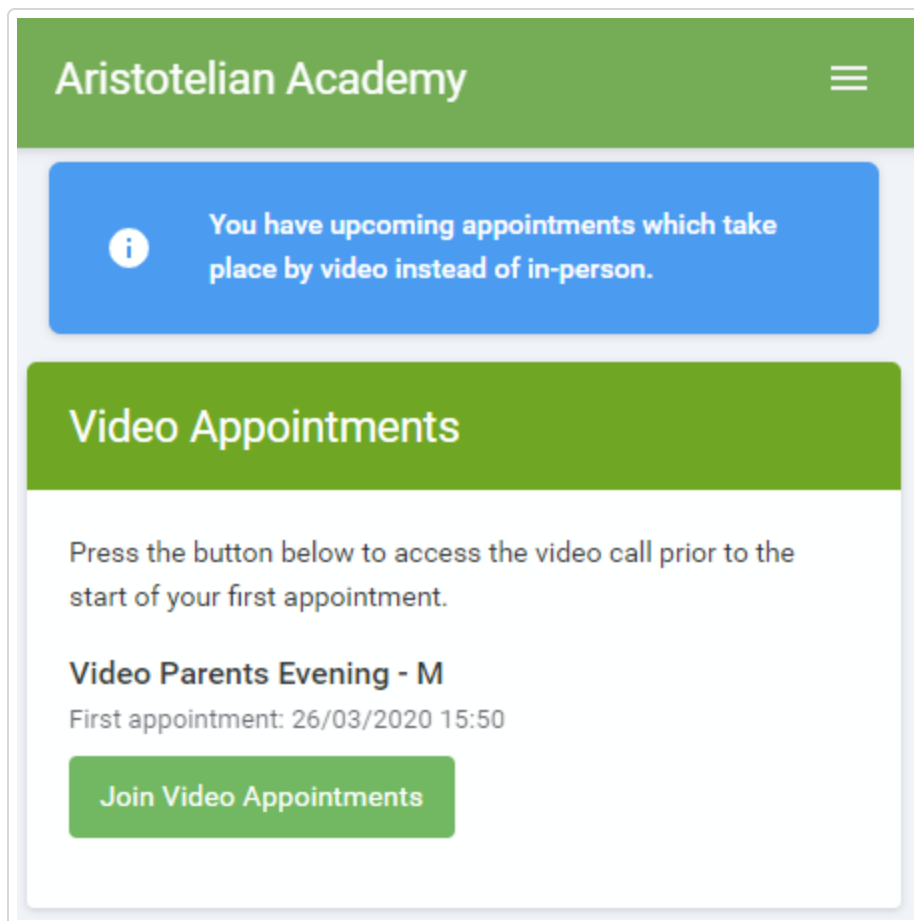 Aristotelian Academy
You have upcoming appointments which take
place by video instead of in-person.
Video Appointments
Press the button below to access the video call prior to the
start of your first appointment.
Video Parents Evening - M
First appointment: 26/03/2020 15:50
Join Video Appointments